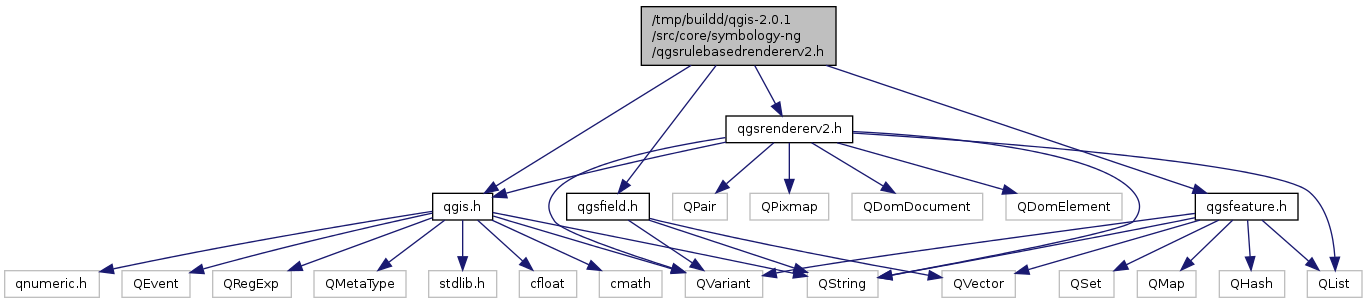 /tmp/buildd/qgis-2.0.1
/src/core/symbology-ng
/qgsrulebasedrendererv2.h
qgsrendererv2.h
qgis.h
qgsfield.h
QPair
QPixmap
QDomDocument
QDomElement
qgsfeature.h
qnumeric.h
QEvent
QRegExp
QMetaType
stdlib.h
cfloat
cmath
QVariant
QString
QVector
QSet
QMap
QHash
QList